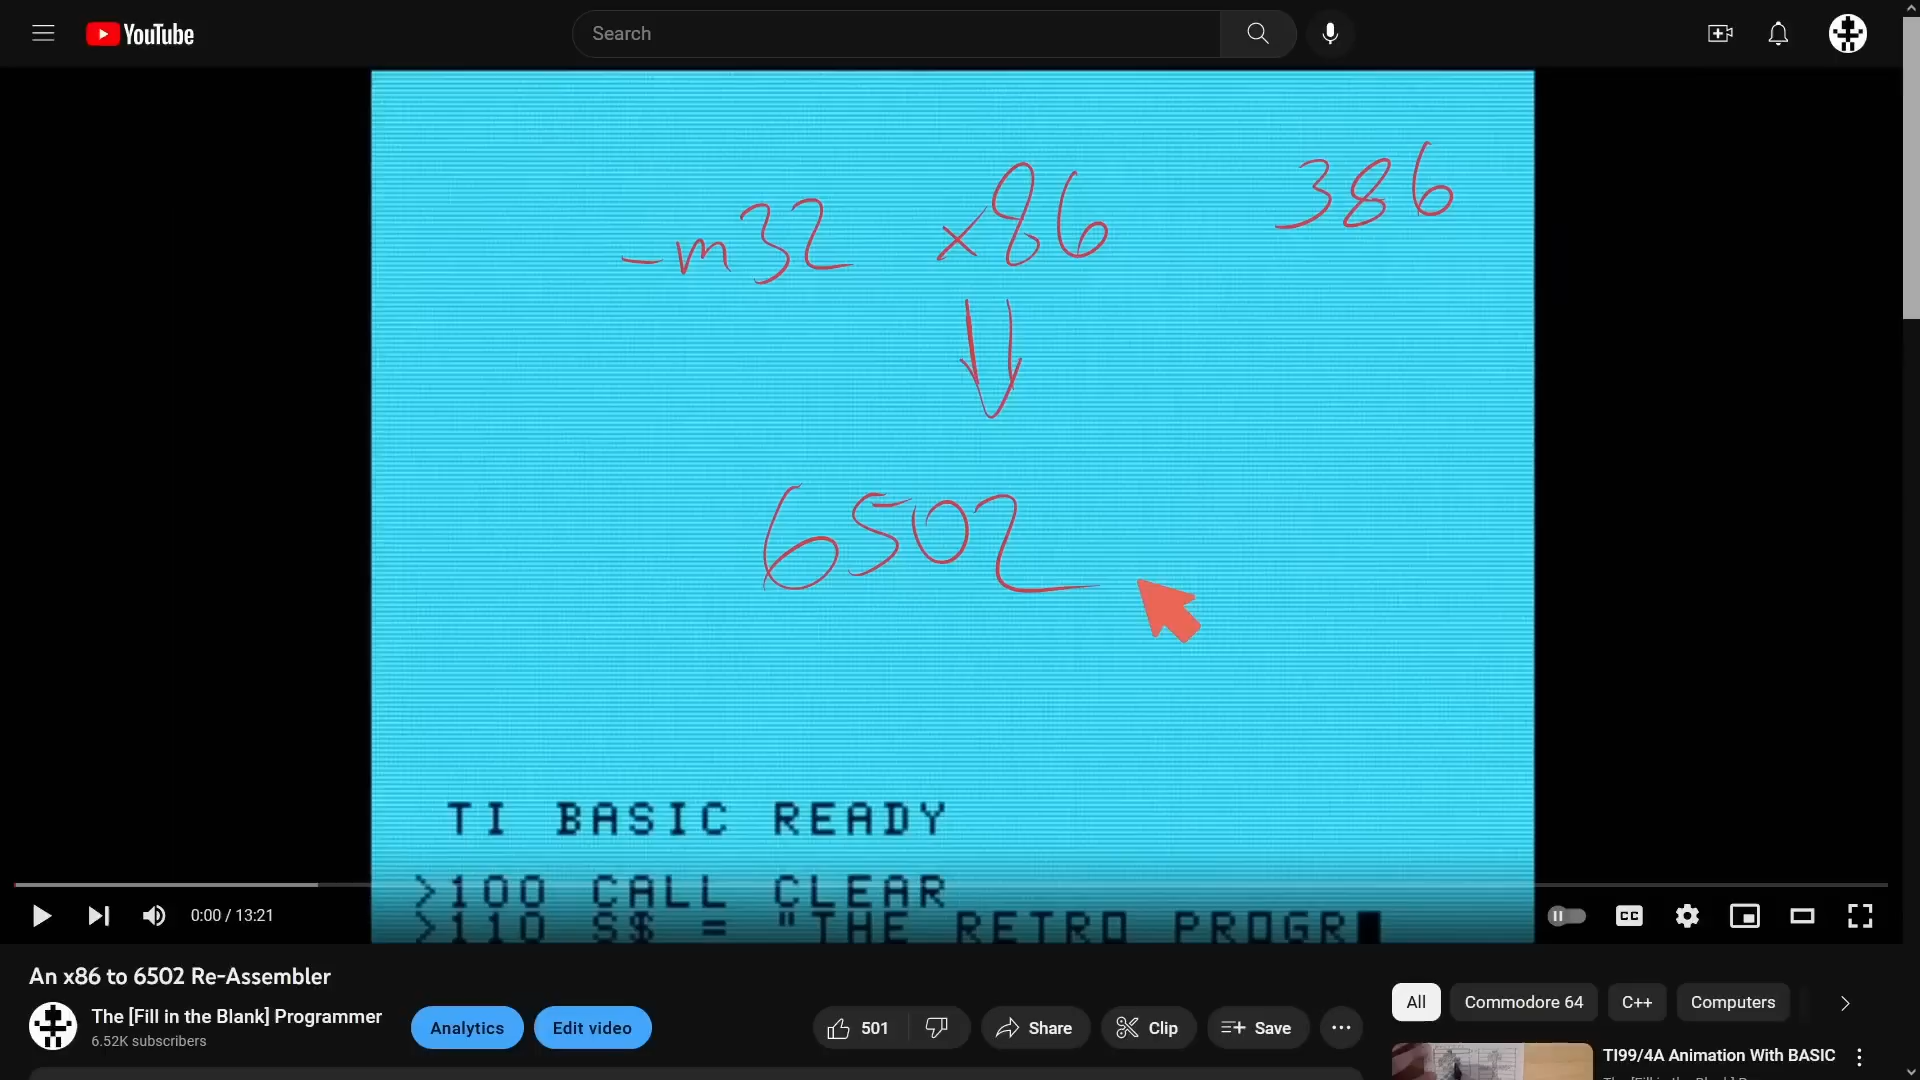 YouTube
Search
-m32 x86 386
6502
TI BASIC READY
>100 CALL CLEAR
>110 S$ = "THE RETRO PROGR
0:00 / 13:21
CC
An x86 to 6502 Re-Assembler
The [Fill in the Blank] Programmer
6.52K subscribers
Analytics
Edit video
501
Share
Clip
Save
All
Commodore 64
C++
Computers
TI99/4A Animation With BASIC